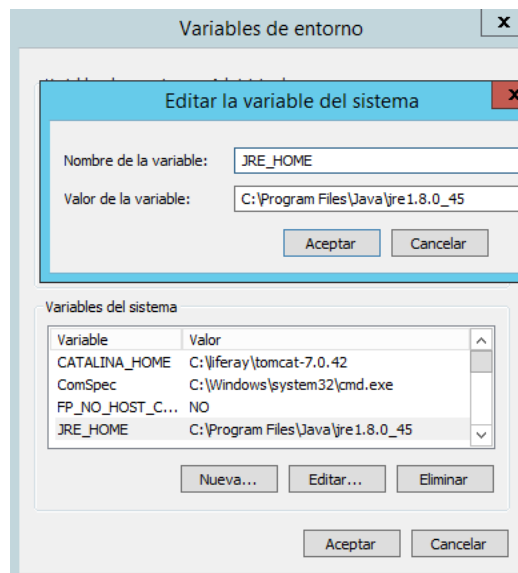 Variables de entorno
x
Editar la variable del sistema
x
Nombre de la variable: JRE_HOME
Valor de la variable: C:\Program Files\Java\jre1.8.0_45
Aceptar Cancelar
Variables del sistema
Variable Valor
CATALINA_HOME C:\liferay\tomcat-7.0.42
ComSpec C:\Windows\system32\cmd.exe
FP_NO_HOST_C... NO
JRE_HOME C:\Program Files\Java\jre1.8.0_45
Nueva... Editar... Eliminar
Aceptar Cancelar